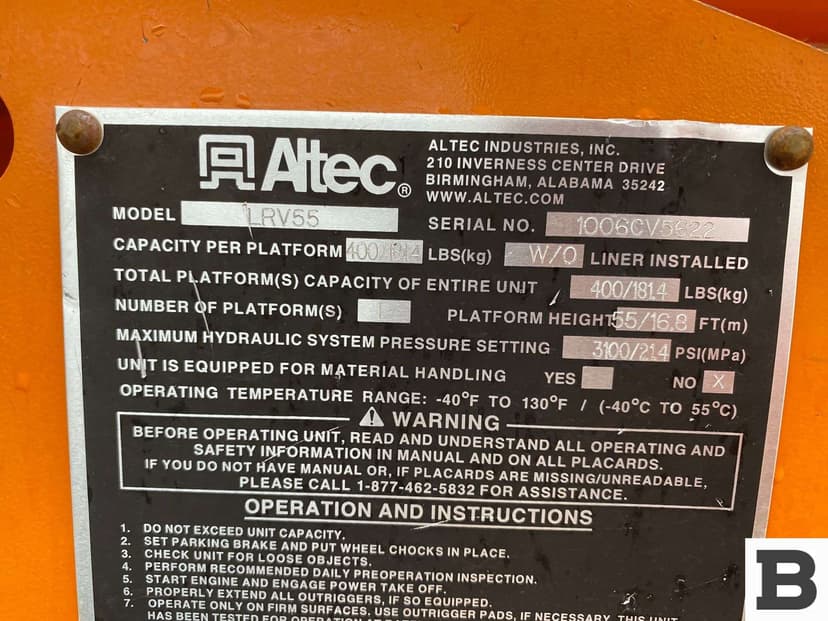 Altec®
ALTEC INDUSTRIES, INC.
210 INVERNESS CENTER DRIVE
BIRMINGHAM, ALABAMA 35242
WWW.ALTEC.COM
MODEL LRV55
SERIAL NO. 1006CV5622
CAPACITY PER PLATFORM 400/181.4 LBS(kg) W/O LINER INSTALLED
TOTAL PLATFORM(S) CAPACITY OF ENTIRE UNIT 400/181.4 LBS(kg)
NUMBER OF PLATFORM(S) 1 PLATFORM HEIGHT 55/16.8 FT(m)
MAXIMUM HYDRAULIC SYSTEM PRESSURE SETTING 3100/21.4 PSI(MPa)
UNIT IS EQUIPPED FOR MATERIAL HANDLING YES NO X
OPERATING TEMPERATURE RANGE: -40°F TO 130°F / (-40°C TO 55°C)
WARNING
BEFORE OPERATING UNIT, READ AND UNDERSTAND ALL OPERATING AND
SAFETY INFORMATION IN MANUAL AND ON ALL PLACARDS.
IF YOU DO NOT HAVE MANUAL OR, IF PLACARDS ARE MISSING/UNREADABLE,
PLEASE CALL 1-877-462-5832 FOR ASSISTANCE.
OPERATION AND INSTRUCTIONS
1. DO NOT EXCEED UNIT CAPACITY.
2. SET PARKING BRAKE AND PUT WHEEL CHOCKS IN PLACE.
3. CHECK UNIT FOR LOOSE OBJECTS.
4. PERFORM RECOMMENDED DAILY PREOPERATION INSPECTION.
5. START ENGINE AND ENGAGE POWER TAKE OFF.
6. PROPERLY EXTEND ALL OUTRIGGERS, IF SO EQUIPPED.
7. OPERATE ONLY ON FIRM SURFACES. USE OUTRIGGER PADS, IF NECESSARY. THIS UNIT
HAS BEEN TESTED FOR OPERATION
B